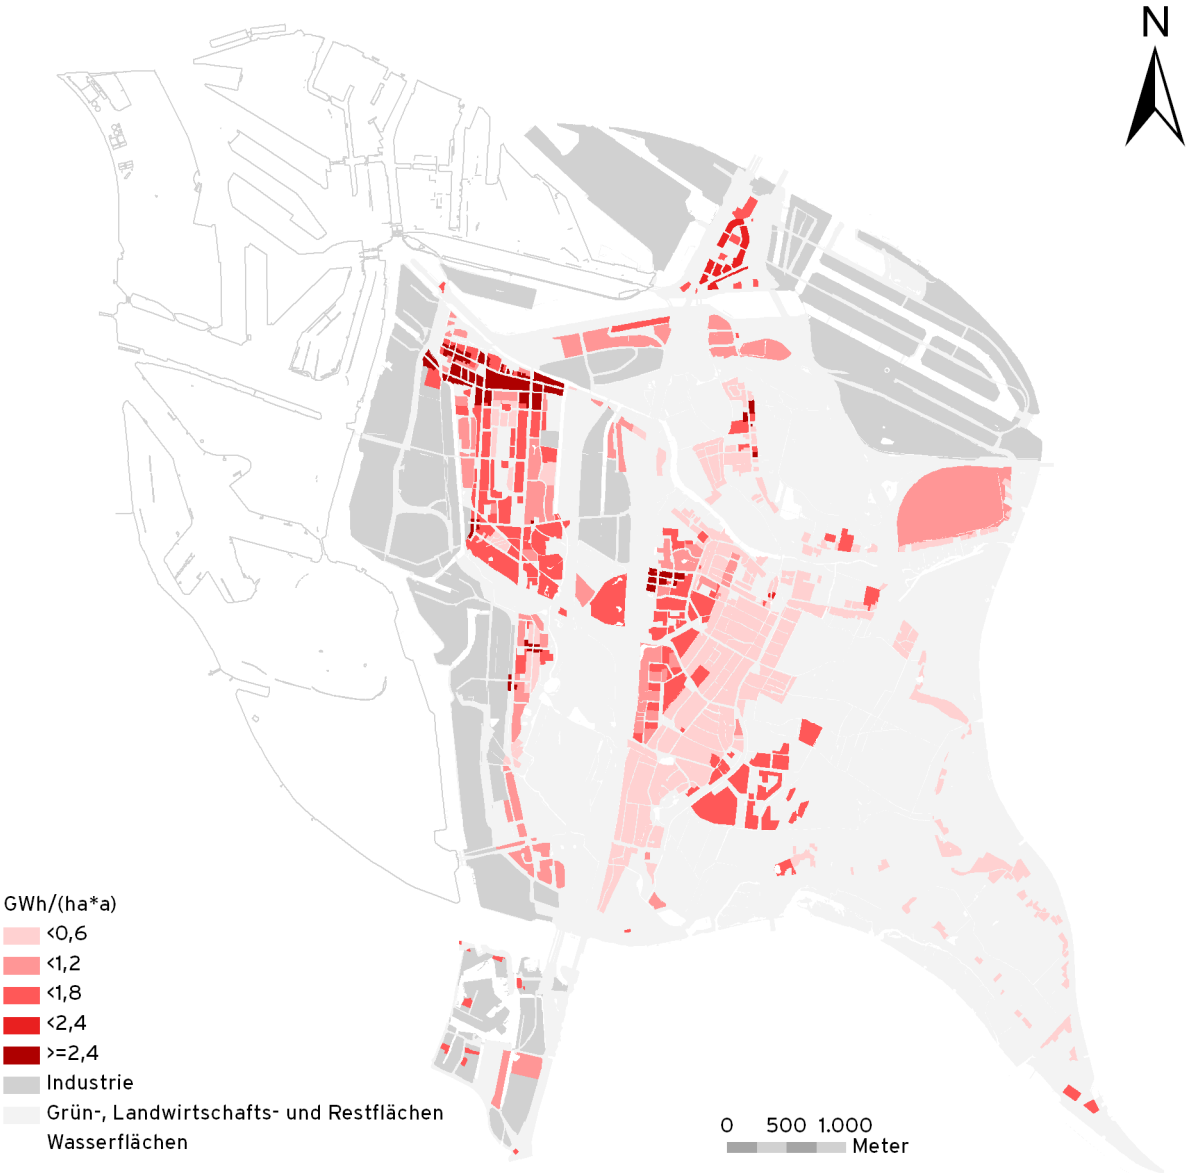 N
GWh/(ha*a)
<0,6
<1,2
<1,8
<2,4
>=2,4
Industrie
Grün-, Landwirtschafts- und Restflächen
Wasserflächen
0 500 1.000
Meter